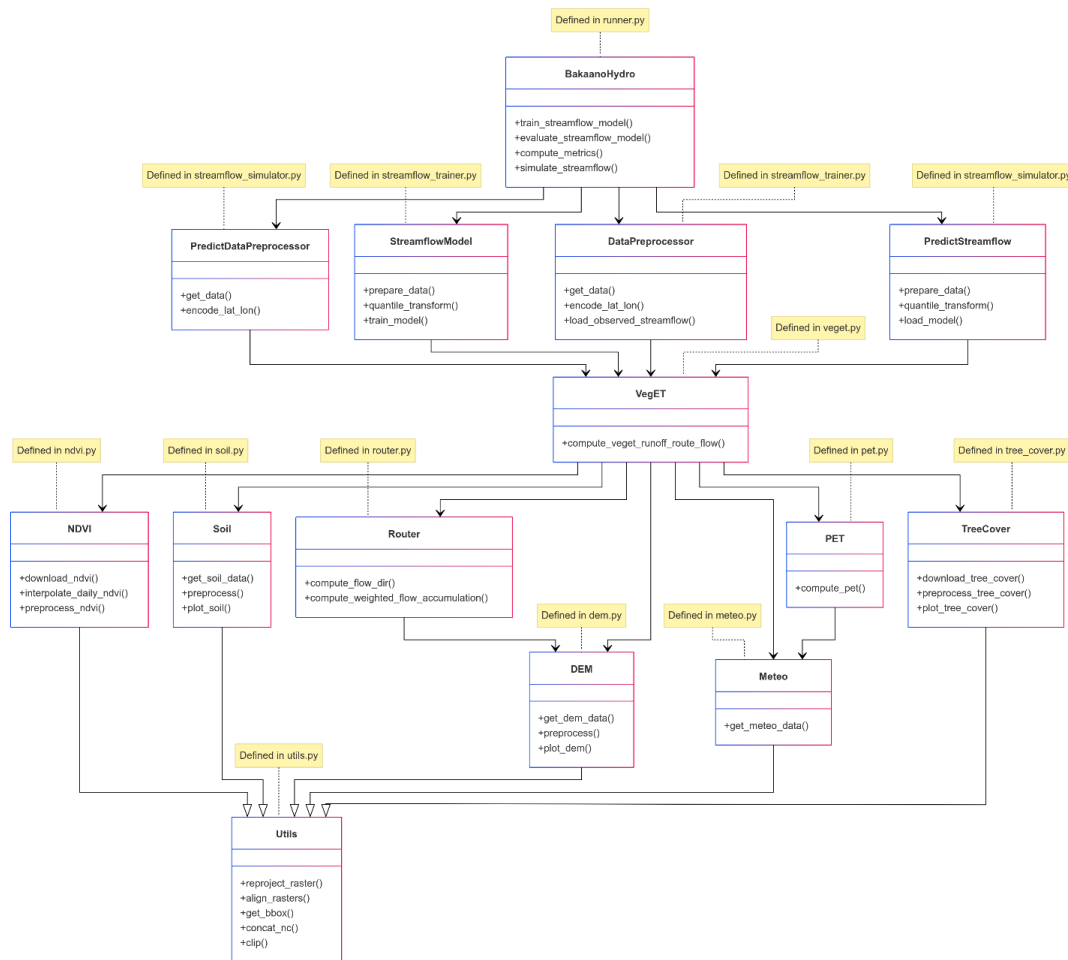 Defined in runner.py
BakaanoHydro
+train_streamflow_model()
+evaluate_streamflow_model()
+compute_metrics()
+simulate_streamflow()
Defined in streamflow_simulator.py
Defined in streamflow_trainer.py
Defined in streamflow_trainer.py
Defined in streamflow_simulator.py
PredictDataPreprocessor
+get_data()
+encode_lat_lon()
StreamflowModel
+prepare_data()
+quantile_transform()
+train_model()
DataPreprocessor
+get_data()
+encode_lat_lon()
+load_observed_streamflow()
PredictStreamflow
+prepare_data()
+quantile_transform()
+load_model()
Defined in veget.py
VegET
+compute_veget_runoff_route_flow()
Defined in ndvi.py
Defined in soil.py
Defined in router.py
Defined in pet.py
Defined in tree_cover.py
NDVI
+download_ndvi()
+interpolate_daily_ndvi()
+preprocess_ndvi()
Soil
+get_soil_data()
+preprocess()
+plot_soil()
Router
+compute_flow_dir()
+compute_weighted_flow_accumulation()
PET
+compute_pet()
TreeCover
+download_tree_cover()
+preprocess_tree_cover()
+plot_tree_cover()
Defined in dem.py
Defined in meteo.py
DEM
+get_dem_data()
+preprocess()
+plot_dem()
Meteo
+get_meteo_data()
Defined in utils.py
Utils
+reproject_raster()
+align_rasters()
+get_bbox()
+concat_nc()
+clip()